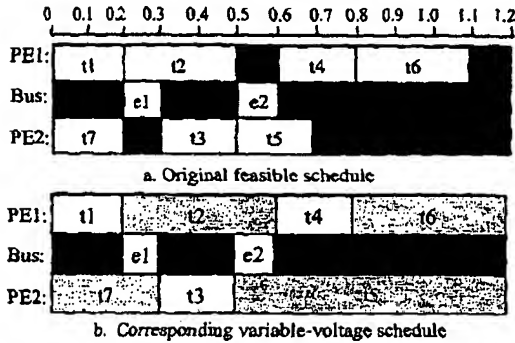 0 0.1 0.2 0.3 0.4 0.5 0.6 0.7 0.8 0.9 1.0 1.1 1.2
PE1: t1 t2 t4 t6
Bus: e1 e2
PE2: t7 t3 t5
a. Original feasible schedule
PE1: t1 t2 t4 t6
Bus: e1 e2
PE2: t7 t3
b. Corresponding variable-voltage schedule